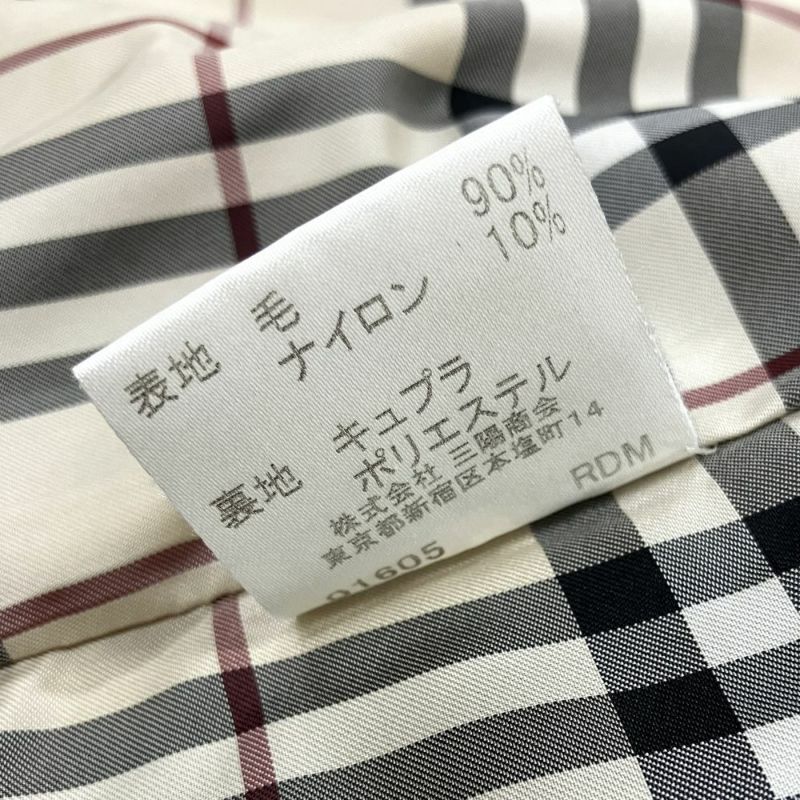 表地 毛 90%
ナイロン 10%
裏地 キュプラ
ポリエステル
株式会社 三陽商会
東京都新宿区本塩町14
01605 RDM